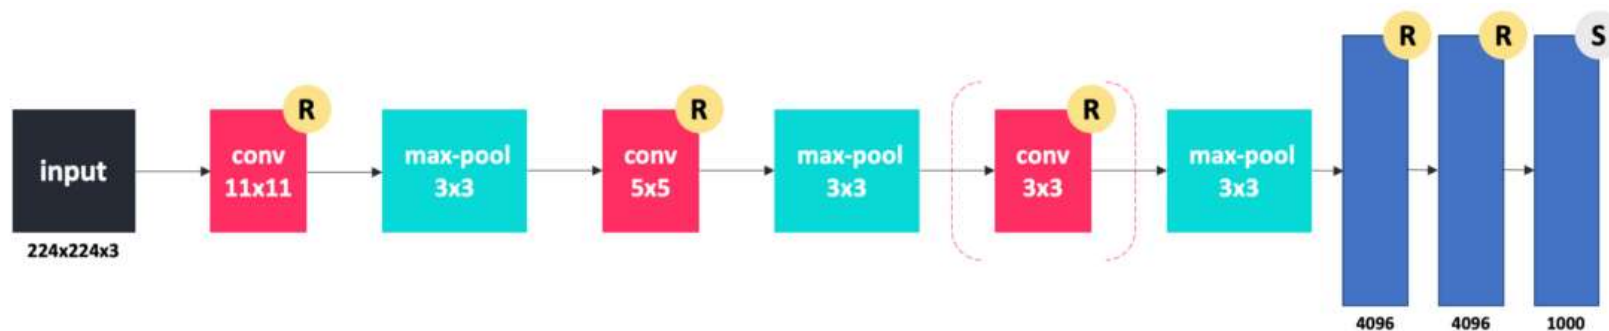 input
224x224x3
R
conv
11x11
max-pool
3x3
R
conv
5x5
max-pool
3x3
R
conv
3x3
max-pool
3x3
R
4096
R
4096
S
1000